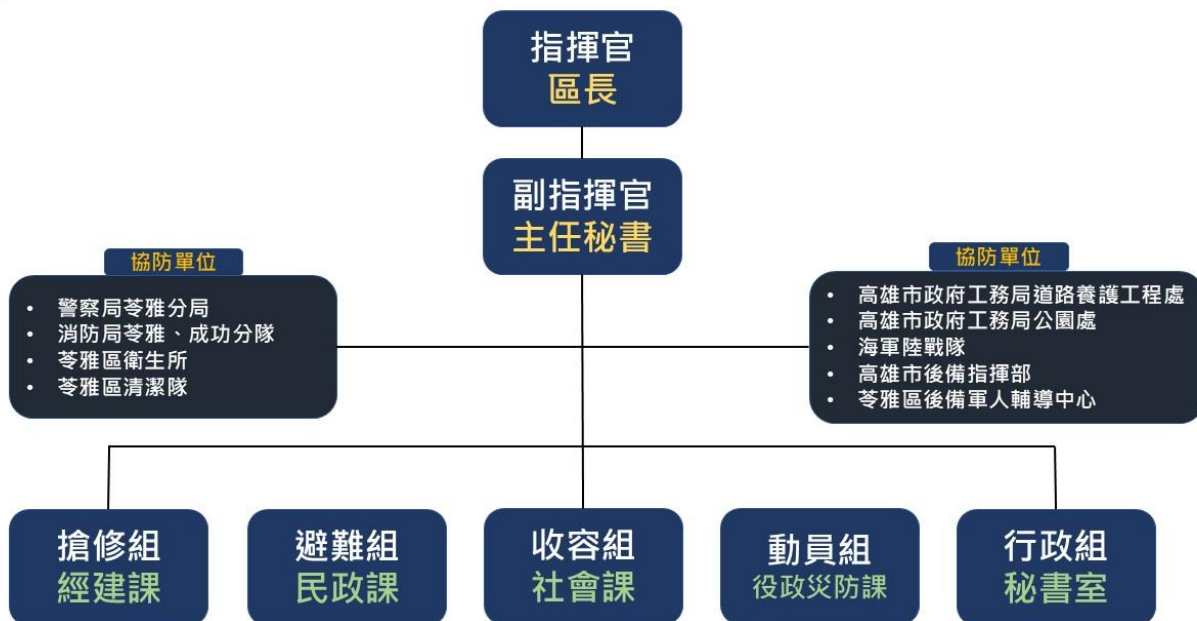 指揮官
區長
副指揮官
主任秘書
協防單位
• 警察局苓雅分局
• 消防局苓雅、成功分隊
• 苓雅區衛生所
• 苓雅區清潔隊
協防單位
• 高雄市政府工務局道路養護工程處
• 高雄市政府工務局公園處
• 海軍陸戰隊
• 高雄市後備指揮部
• 苓雅區後備軍人輔導中心
搶修組
經建課
避難組
民政課
收容組
社會課
動員組
役政災防課
行政組
秘書室